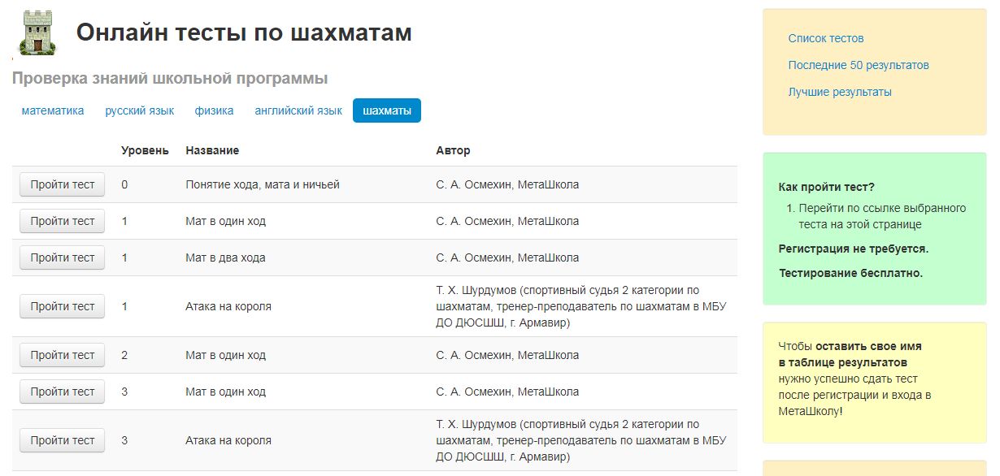 Онлайн тесты по шахматам
Проверка знаний школьной программы
математика русский язык физика английский язык шахматы
Уровень Название Автор
Пройти тест 0 Понятие хода, мата и ничьей С. А. Осмехин, МетаШкола
Пройти тест 1 Мат в один ход С. А. Осмехин, МетаШкола
Пройти тест 1 Мат в два хода С. А. Осмехин, МетаШкола
Т. Х. Шурдумов (спортивный судья 2 категории по
Пройти тест 1 Атака на короля шахматам, тренер-преподаватель по шахматам в МБУ
ДО ДЮСШШ, г. Армавир)
Пройти тест 2 Мат в один ход С. А. Осмехин, МетаШкола
Пройти тест 3 Мат в один ход С. А. Осмехин, МетаШкола
Т. Х. Шурдумов (спортивный судья 2 категории по
Пройти тест 3 Атака на короля шахматам, тренер-преподаватель по шахматам в МБУ
ДО ДЮСШШ, г. Армавир)
Список тестов
Последние 50 результатов
Лучшие результаты
Как пройти тест?
1. Перейти по ссылке выбранного
теста на этой странице
Регистрация не требуется.
Тестирование бесплатно.
Чтобы оставить свое имя
в таблице результатов
нужно успешно сдать тест
после регистрации и входа в
МетаШколу!